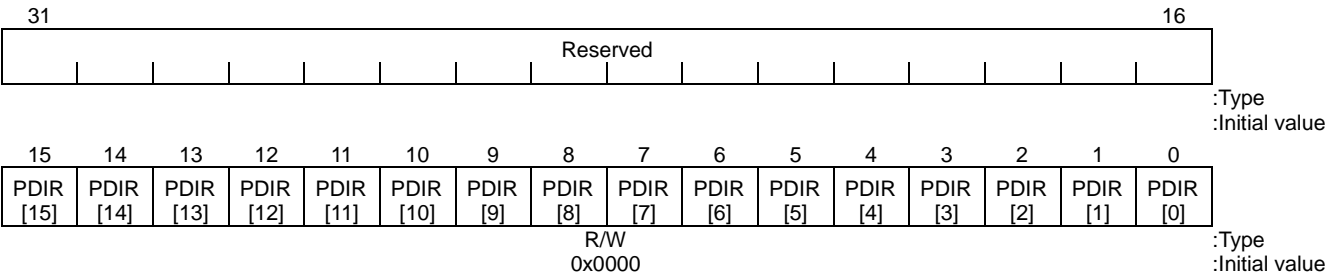 31 16
Reserved
:Type
:Initial value
15 14 13 12 11 10 9 8 7 6 5 4 3 2 1 0
PDIR PDIR PDIR PDIR PDIR PDIR PDIR PDIR PDIR PDIR PDIR PDIR PDIR PDIR PDIR PDIR
[15] [14] [13] [12] [11] [10] [9] [8] [7] [6] [5] [4] [3] [2] [1] [0]
R/W :Type
0x0000 :Initial value